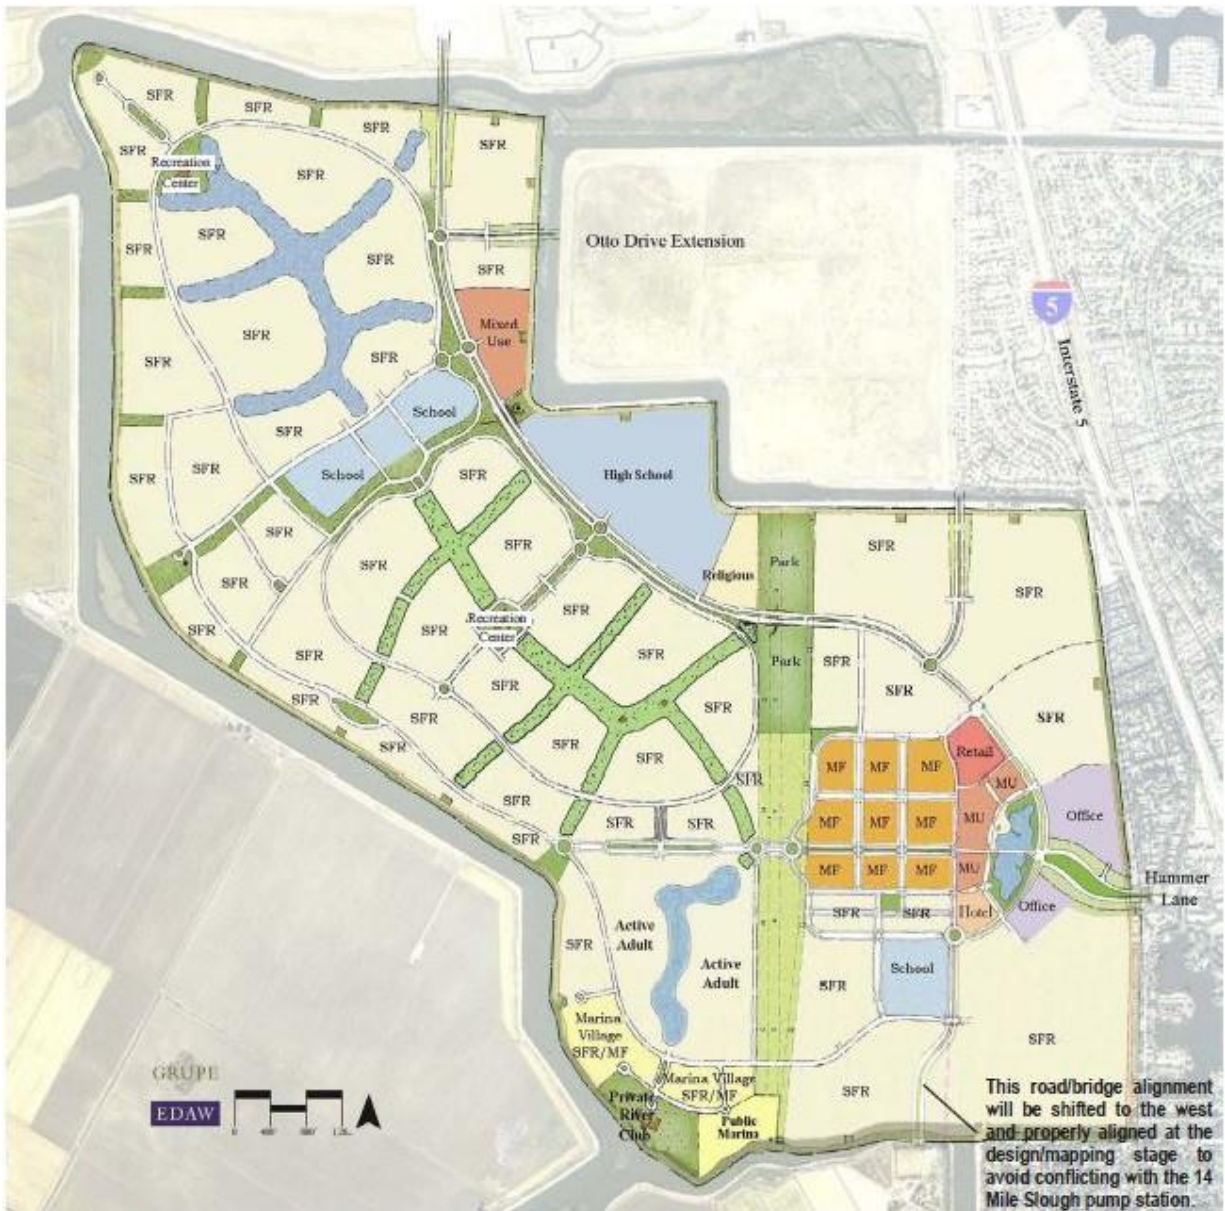 SFR
SFR
SFR
SFR
SFR
Recreation
Center
SFR
SFR
SFR
SFR
SFR
Otto Drive Extension
SFR
5
Interstate 5
Mixed
Use
SFR
SFR
SFR
School
SFR
SFR
School
SFR
SFR
High School
SFR
SFR
SFR
SFR
Park
SFR
Religious
SFR
SFR
SFR
Recreation
Center
SFR
SFR
SFR
SFR
Park
SFR
SFR
SFR
SFR
SFR
SFR
SFR
SFR
SFR
SFR
Retail
SFR
MF
MF
MF
SFR
MU
SFR
SFR
SFR
MF
MF
MF
MU
Office
SFR
MF
MF
MF
MU
Hammer
Lane
SFR
SFR
Hotel
Office
Active
Adult
SFR
Active
Adult
School
SFR
Marina
Village
SFR/MF
SFR
Marina Village
SFR/MF
SFR
Private
River
Club
Public
Marina
GRUPE
EDAW
0
This road/bridge alignment
will be shifted to the west
and properly aligned at the
design/mapping stage to
avoid conflicting with the 14
Mile Slough pump station.